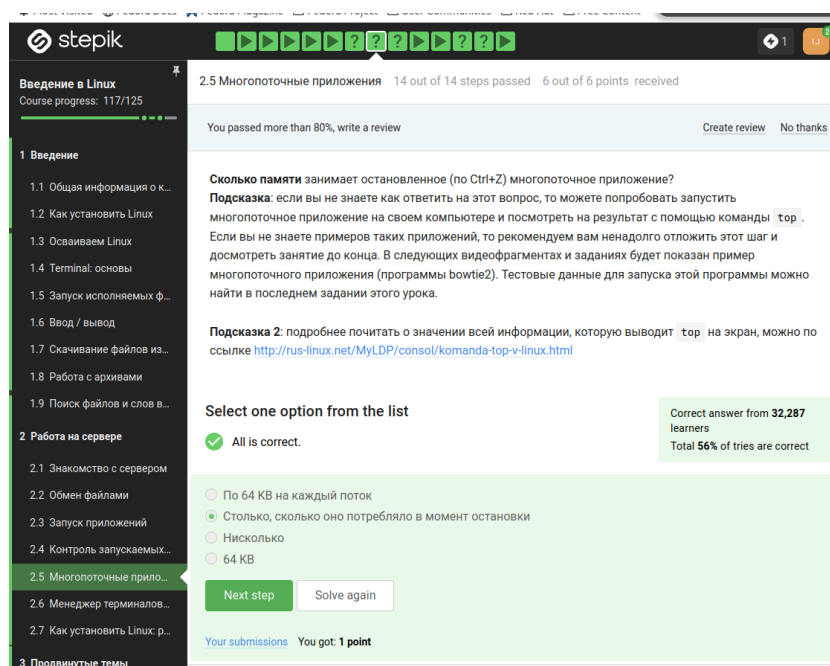 stepik
1
2.5 Многопоточные приложения 14 out of 14 steps passed 6 out of 6 points received
Введение в Linux
Course progress: 117/125
You passed more than 80%, write a review
Create review
No thanks
1 Введение
1.1 Общая информация о к...
1.2 Как установить Linux
1.3 Осваиваем Linux
1.4 Terminal: основы
1.5 Запуск исполняемых ф...
1.6 Ввод / вывод
1.7 Скачивание файлов из...
1.8 Работа с архивами
1.9 Поиск файлов и слов в...
2 Работа на сервере
2.1 Знакомство с сервером
2.2 Обмен файлами
2.3 Запуск приложений
2.4 Контроль запускаемых...
2.5 Многопоточные прило...
2.6 Менеджер терминалов...
2.7 Как установить Linux: р...
3 Продвинутые темы
Сколько памяти занимает остановленное (по Ctrl+Z) многопоточное приложение?
Подсказка: если вы не знаете как ответить на этот вопрос, то можете попробовать запустить
многопоточное приложение на своем компьютере и посмотреть на результат с помощью команды top .
Если вы не знаете примеров таких приложений, то рекомендуем вам ненадолго отложить этот шаг и
досмотреть занятие до конца. В следующих видеофрагментах и заданиях будет показан пример
многопоточного приложения (программы bowtie2). Тестовые данные для запуска этой программы можно
найти в последнем задании этого урока.
Подсказка 2: подробнее почитать о значении всей информации, которую выводит top на экран, можно по
ссылке http://rus-linux.net/MyLDP/consol/komanda-top-v-linux.html
Select one option from the list
All is correct.
Correct answer from 32,287
learners
Total 56% of tries are correct
По 64 KB на каждый поток
Столько, сколько оно потребляло в момент остановки
Нисколько
64 KB
Next step
Solve again
Your submissions You got: 1 point